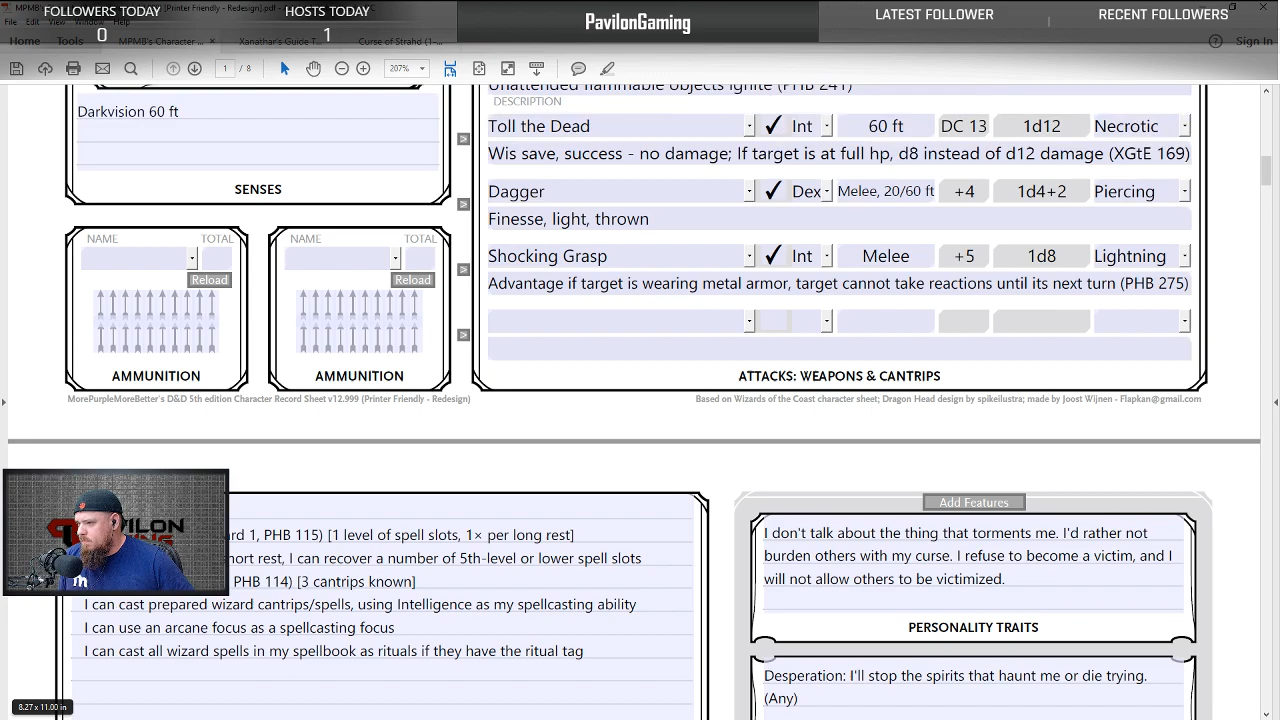 [Printer Friendly - Redesign].pdf -
FOLLOWERS TODAY
0
HOSTS TODAY
1
PavilonGaming
LATEST FOLLOWER
RECENT FOLLOWERS
File Edit View Window Help
Home Tools MPMB's Character ... × Xanathar's Guide T... Curse of Strahd (1-...
Sign In
1 / 8
207%
Unattended flammable objects ignite (PHB 241)
DESCRIPTION
Darkvision 60 ft
SENSES
Toll the Dead Int 60 ft DC 13 1d12 Necrotic
Wis save, success - no damage; If target is at full hp, d8 instead of d12 damage (XGtE 169)
Dagger Dex Melee, 20/60 ft +4 1d4+2 Piercing
Finesse, light, thrown
Shocking Grasp Int Melee +5 1d8 Lightning
Advantage if target is wearing metal armor, target cannot take reactions until its next turn (PHB 275)
ATTACKS: WEAPONS & CANTRIPS
NAME TOTAL
Reload
AMMUNITION
NAME TOTAL
Reload
AMMUNITION
MorePurpleMoreBetter's D&D 5th edition Character Record Sheet v12.999 (Printer Friendly - Redesign)
Based on Wizards of the Coast character sheet; Dragon Head design by spikeilustra; made by Joost Wijnen - Flapkan@gmail.com
rd 1, PHB 115) [1 level of spell slots, 1× per long rest]
ort rest, I can recover a number of 5th-level or lower spell slots
PHB 114) [3 cantrips known]
I can cast prepared wizard cantrips/spells, using Intelligence as my spellcasting ability
I can use an arcane focus as a spellcasting focus
I can cast all wizard spells in my spellbook as rituals if they have the ritual tag
Add Features
I don't talk about the thing that torments me. I'd rather not
burden others with my curse. I refuse to become a victim, and I
will not allow others to be victimized.
PERSONALITY TRAITS
Desperation: I'll stop the spirits that haunt me or die trying.
(Any)
8.27 x 11.00 in